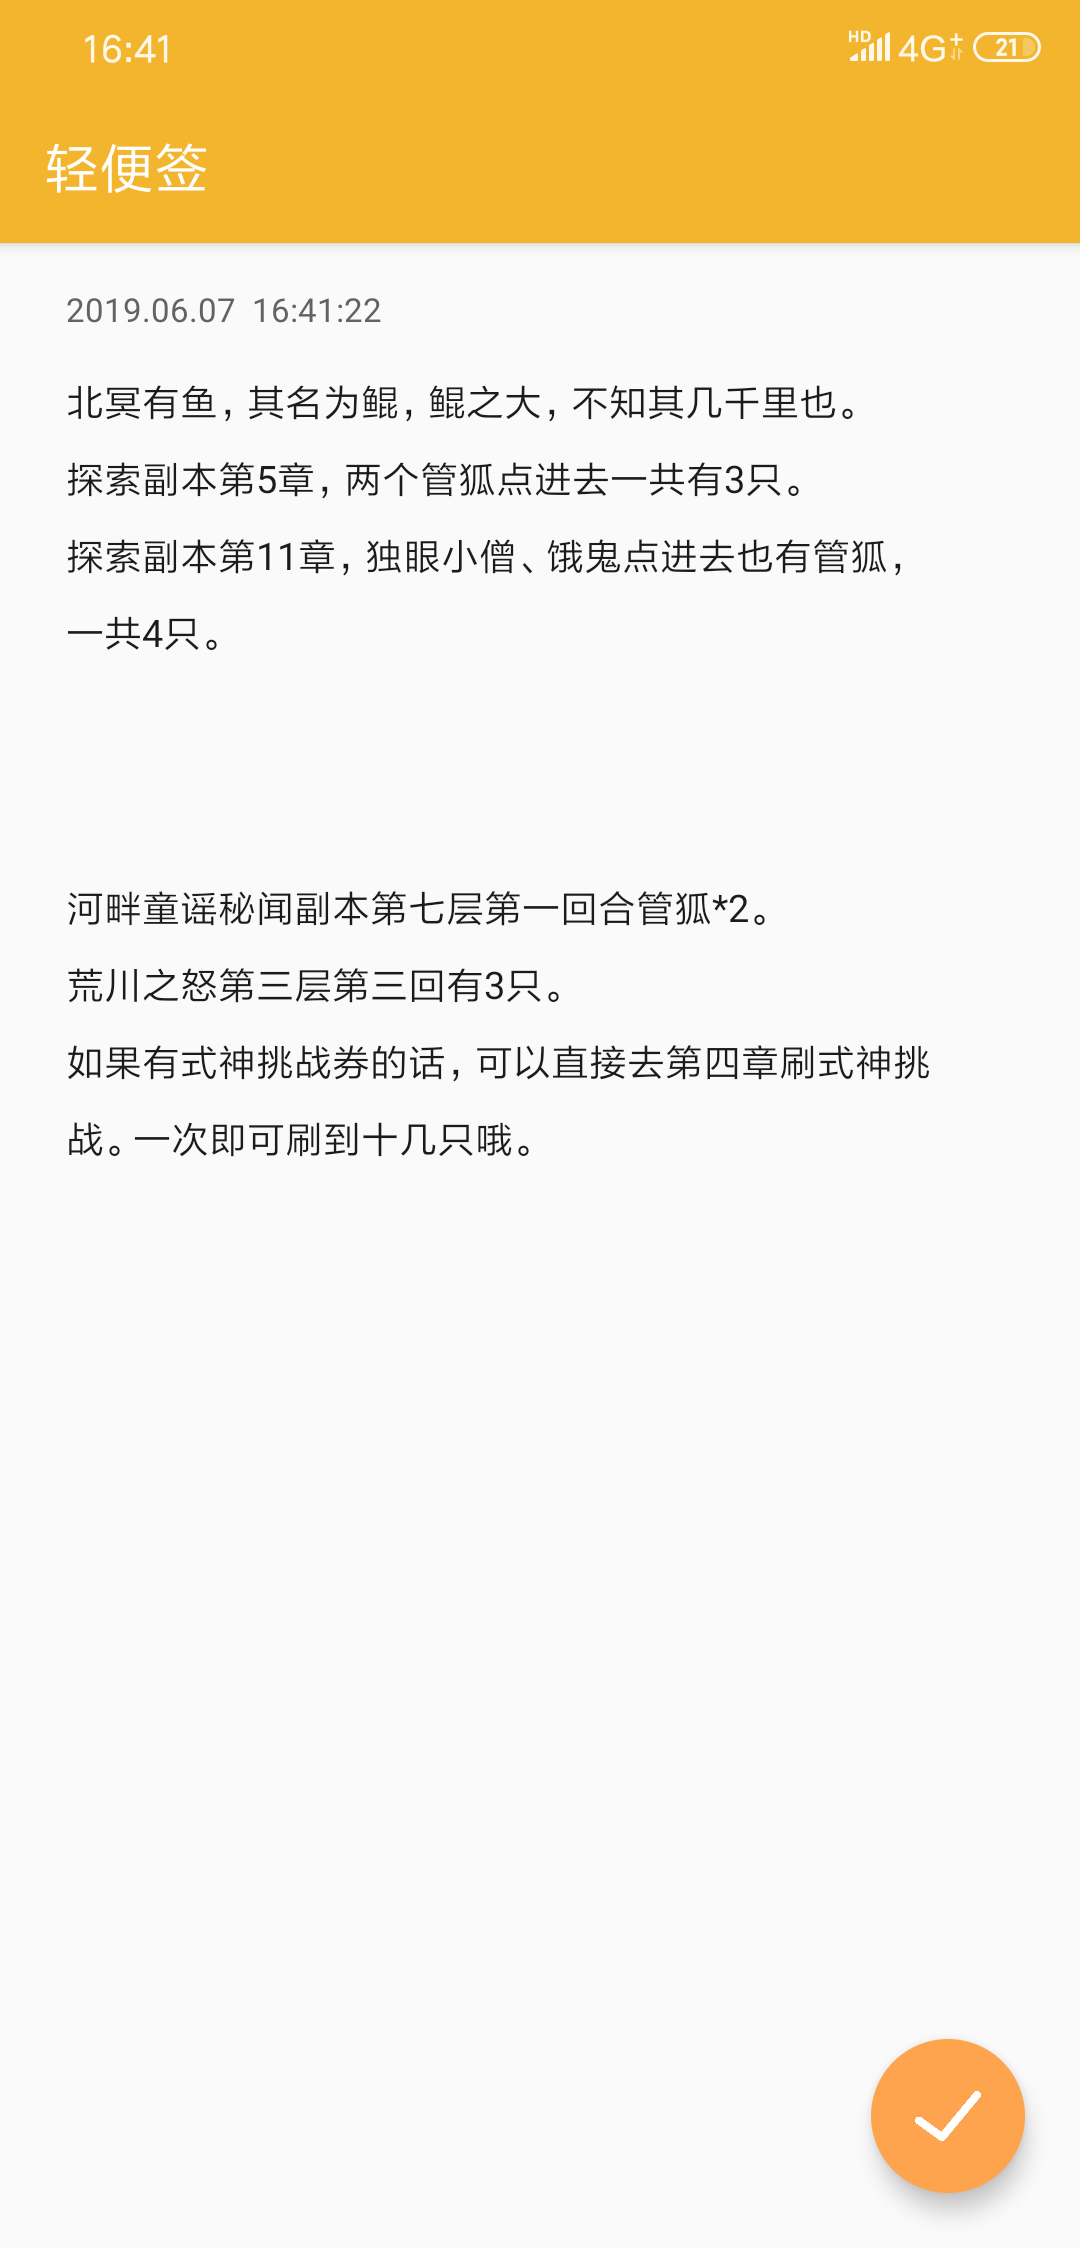 16:41
HD 4G+ 21
轻便签
2019.06.07 16:41:22
北冥有鱼，其名为鲲，鲲之大，不知其几千里也。
探索副本第5章，两个管狐点进去一共有3只。
探索副本第11章，独眼小僧、饿鬼点进去也有管狐，
一共4只。
河畔童谣秘闻副本第七层第一回合管狐*2。
荒川之怒第三层第三回有3只。
如果有式神挑战券的话，可以直接去第四章刷式神挑
战。一次即可刷到十几只哦。